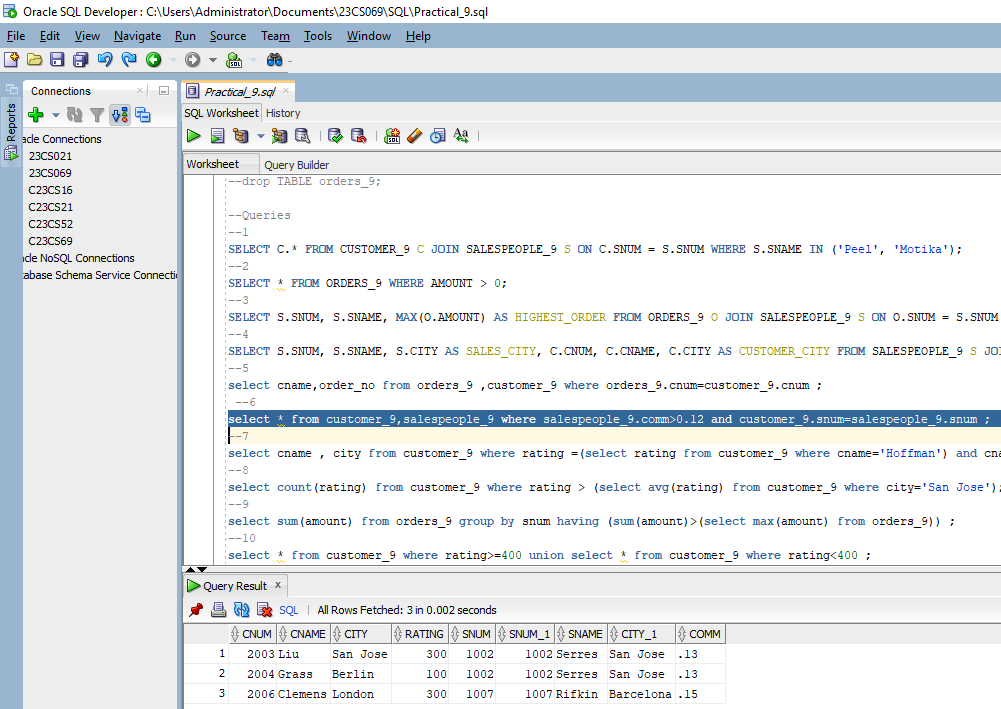 Oracle SQL Developer : C:\Users\Administrator\Documents\23CS069\SQL\Practical_9.sql
File Edit View Navigate Run Source Team Tools Window Help
Connections
Reports
acle Connections
23CS021
23CS069
C23CS16
C23CS21
C23CS52
C23CS69
acle NoSQL Connections
tabase Schema Service Connectio
Practical_9.sql
SQL Worksheet History
Worksheet Query Builder
--drop TABLE orders_9;
--Queries
--1
SELECT C.* FROM CUSTOMER_9 C JOIN SALESPEOPLE_9 S ON C.SNUM = S.SNUM WHERE S.SNAME IN ('Peel', 'Motika');
--2
SELECT * FROM ORDERS_9 WHERE AMOUNT > 0;
--3
SELECT S.SNUM, S.SNAME, MAX(O.AMOUNT) AS HIGHEST_ORDER FROM ORDERS_9 O JOIN SALESPEOPLE_9 S ON O.SNUM = S.SNUM
--4
SELECT S.SNUM, S.SNAME, S.CITY AS SALES_CITY, C.CNUM, C.CNAME, C.CITY AS CUSTOMER_CITY FROM SALESPEOPLE_9 S JOI
--5
select cname,order_no from orders_9 ,customer_9 where orders_9.cnum=customer_9.cnum ;
--6
select * from customer_9,salespeople_9 where salespeople_9.comm>0.12 and customer_9.snum=salespeople_9.snum ;
--7
select cname , city from customer_9 where rating =(select rating from customer_9 where cname='Hoffman') and cna
--8
select count(rating) from customer_9 where rating > (select avg(rating) from customer_9 where city='San Jose');
--9
select sum(amount) from orders_9 group by snum having (sum(amount)>(select max(amount) from orders_9)) ;
--10
select * from customer_9 where rating>=400 union select * from customer_9 where rating<400 ;
Query Result
SQL | All Rows Fetched: 3 in 0.002 seconds
CNUM CNAME CITY RATING SNUM SNUM_1 SNAME CITY_1 COMM
1 2003 Liu San Jose 300 1002 1002 Serres San Jose .13
2 2004 Grass Berlin 100 1002 1002 Serres San Jose .13
3 2006 Clemens London 300 1007 1007 Rifkin Barcelona .15